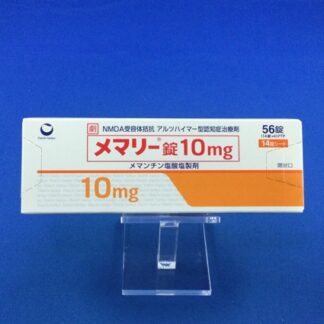 劇
NMDA受容体拮抗 アルツハイマー型認知症治療剤
メマリー®錠10mg
メマンチン塩酸塩製剤
56錠
14錠シート
開封口
10mg